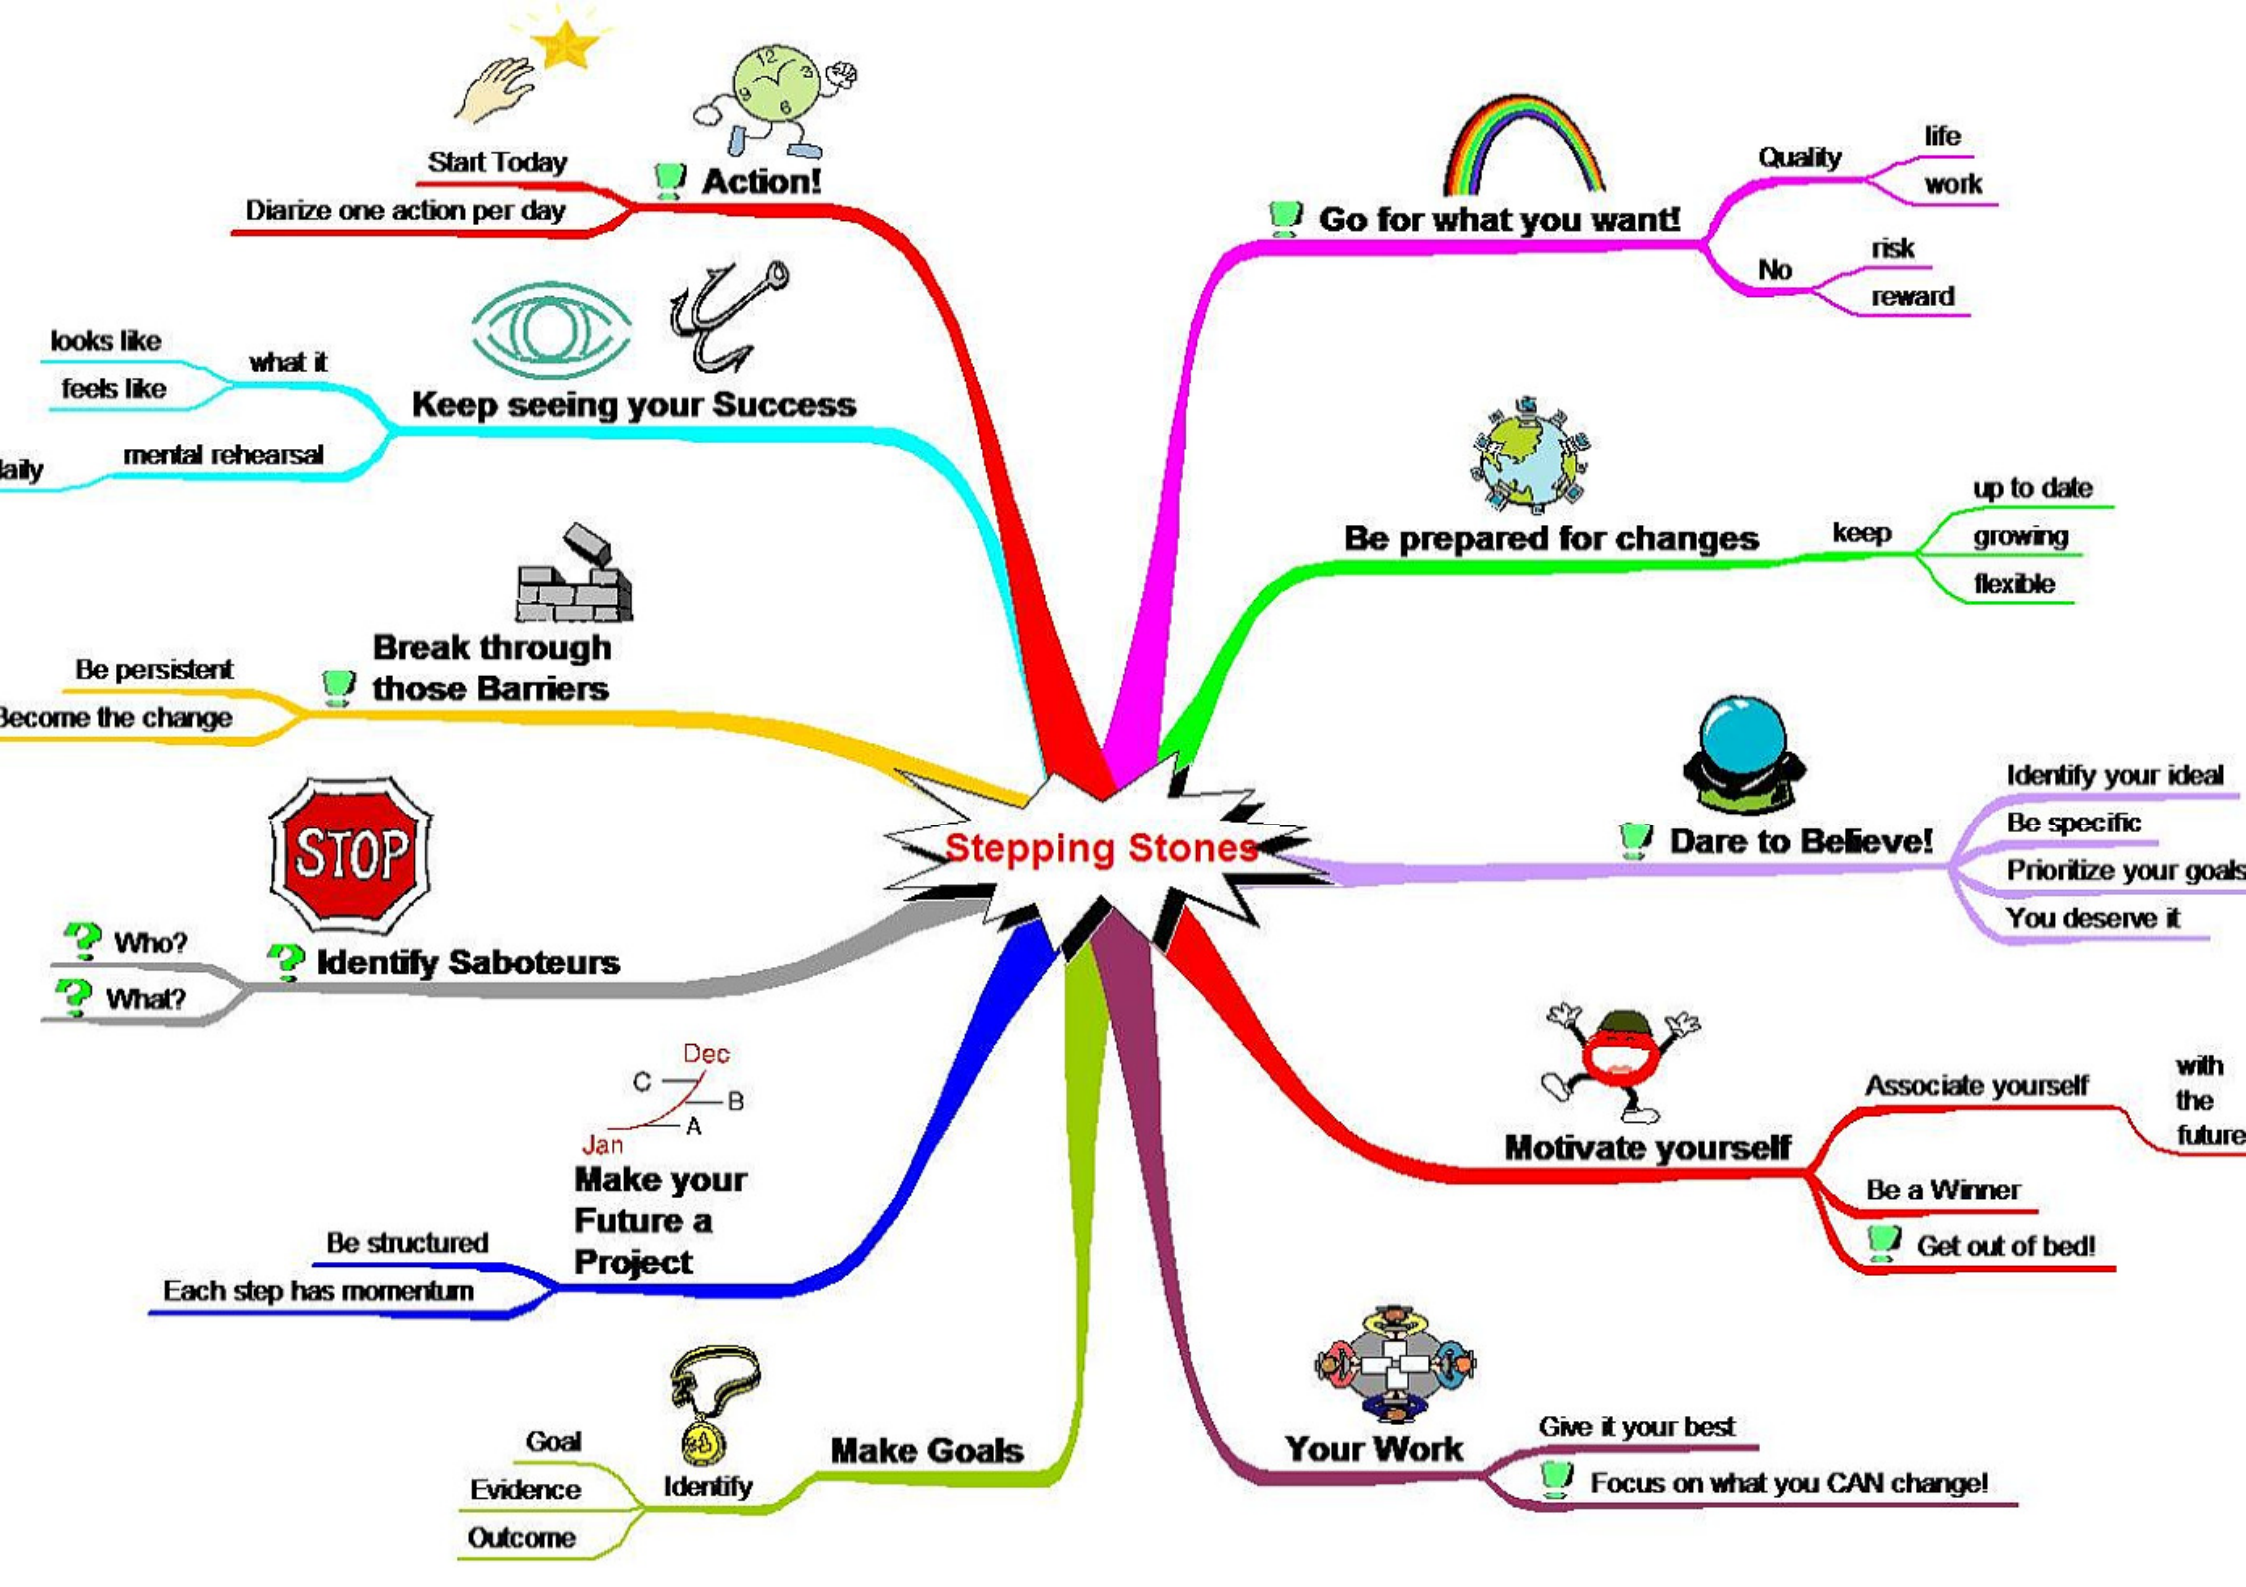 Stepping Stones
Go for what you want!
Quality
life
work
No
risk
reward
Be prepared for changes
keep
up to date
growing
flexible
Dare to Believe!
Identify your ideal
Be specific
Prioritize your goals
You deserve it
Motivate yourself
Associate yourself
with
the
future
Be a Winner
Get out of bed!
Your Work
Give it your best
Focus on what you CAN change!
Make Goals
Identify
Goal
Evidence
Outcome
Dec
C
B
A
Jan
Make your
Future a
Project
Be structured
Each step has momentum
STOP
? Identify Saboteurs
? Who?
? What?
Break through
those Barriers
Be persistent
Become the change
Keep seeing your Success
what it
looks like
feels like
mental rehearsal
12
3
6
9
Action!
Start Today
Diarize one action per day